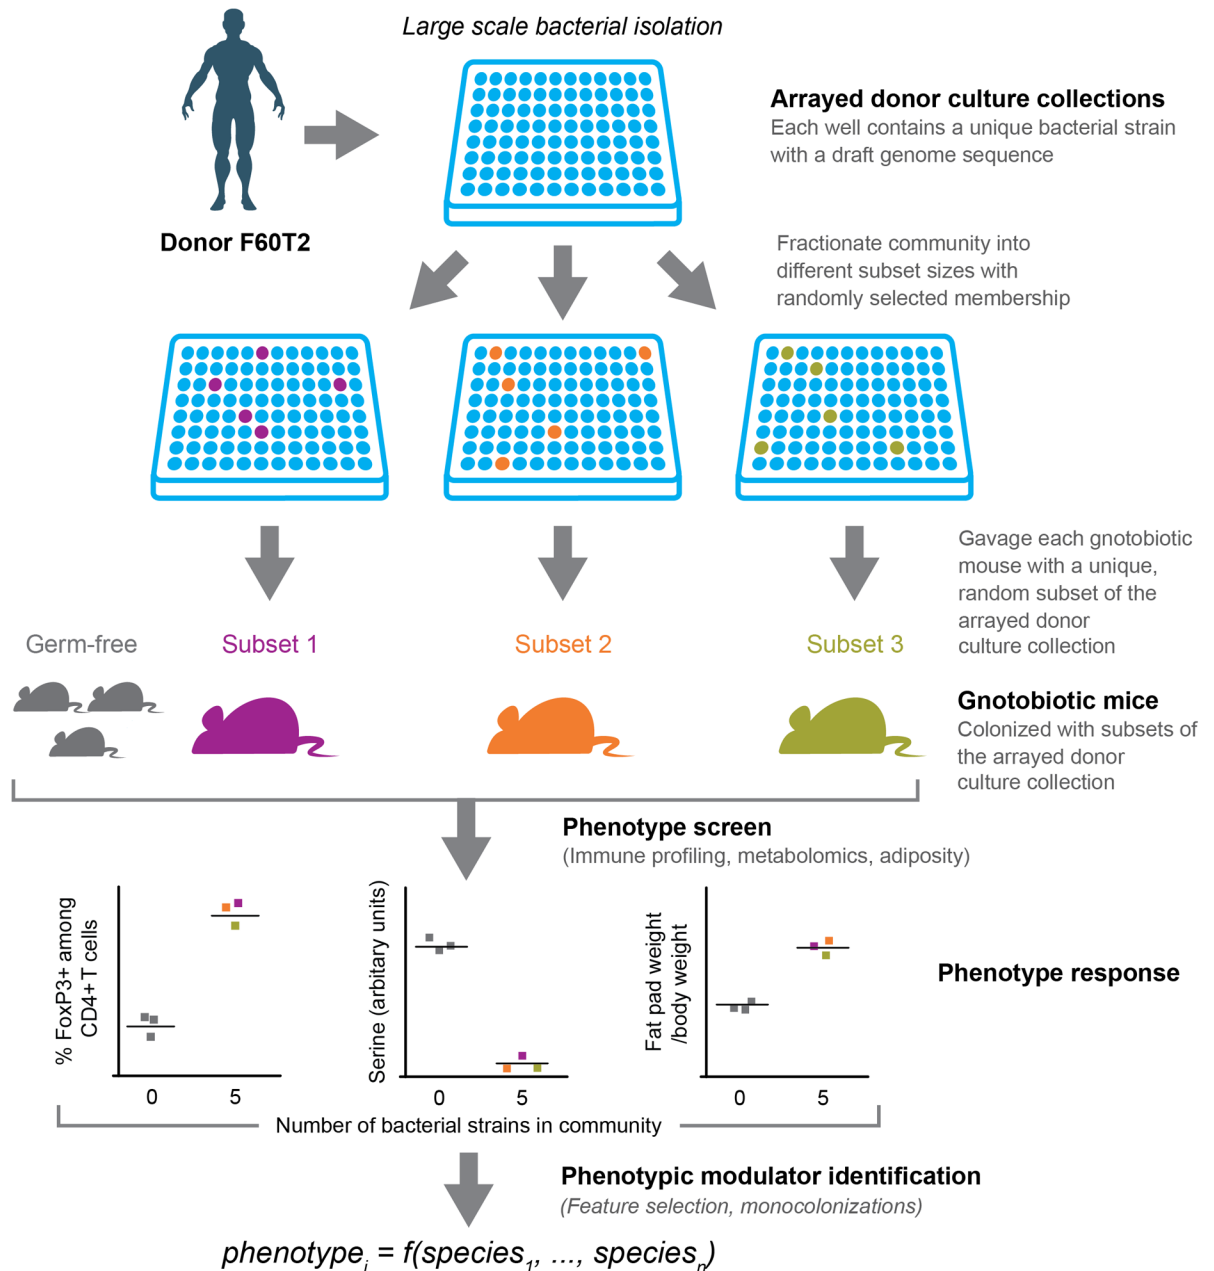 Large scale bacterial isolation
Arrayed donor culture collections
Each well contains a unique bacterial strain
with a draft genome sequence
Donor F60T2
Fractionate community into
different subset sizes with
randomly selected membership
Gavage each gnotobiotic
mouse with a unique,
random subset of the
arrayed donor
culture collection
Germ-free
Subset 1
Subset 2
Subset 3
Gnotobiotic mice
Colonized with subsets of
the arrayed donor
culture collection
Phenotype screen
(Immune profiling, metabolomics, adiposity)
% FoxP3+ among
CD4+ T cells
0 5
Serine (arbitary units)
0 5
Fat pad weight
/body weight
0 5
Phenotype response
Number of bacterial strains in community
Phenotypic modulator identification
(Feature selection, monocolonizations)
phenotypei = f(species1, ..., speciesn)